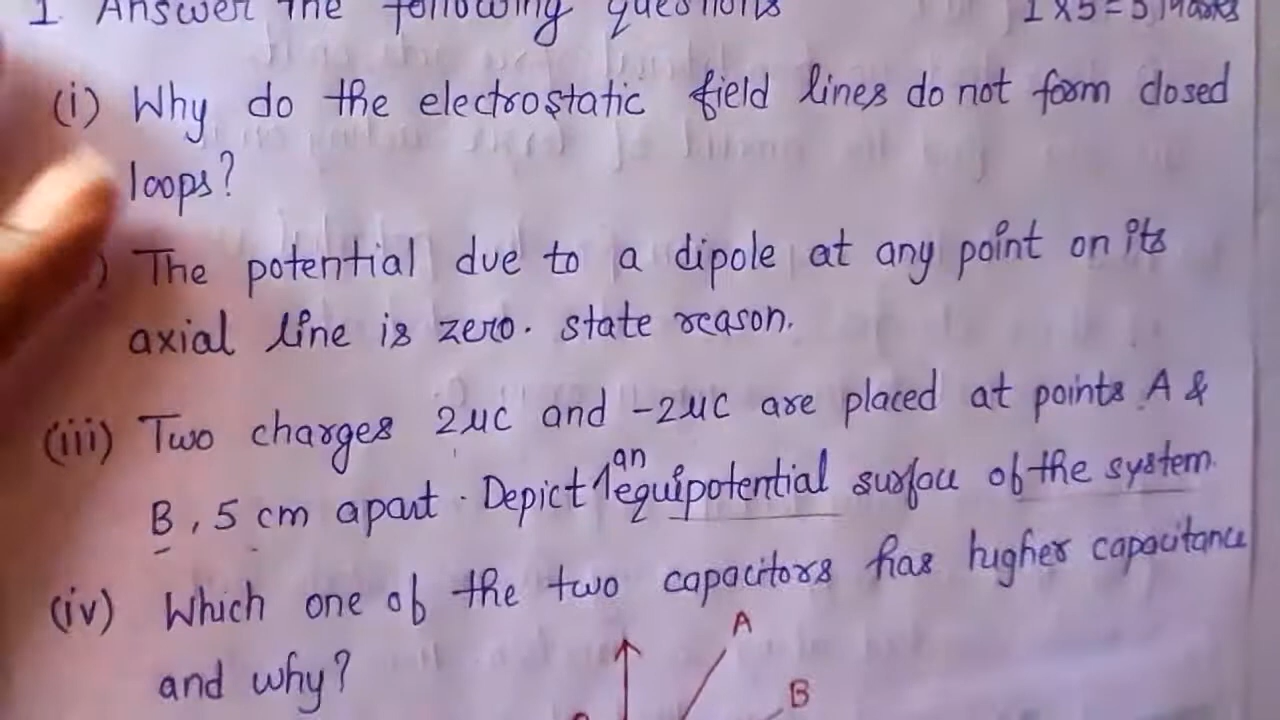 1 Answer The following questions 1 x 5 = 5 Marks
(i) Why do the electrostatic field lines do not form closed
loops?
) The potential due to a dipole at any point on its
axial line is zero. state reason.
(iii) Two charges 2μC and -2μC are placed at points A &
B, 5 cm apart. Depict an equipotential surface of the system.
(iv) Which one of the two capacitors has higher capacitance
and why?
A
B